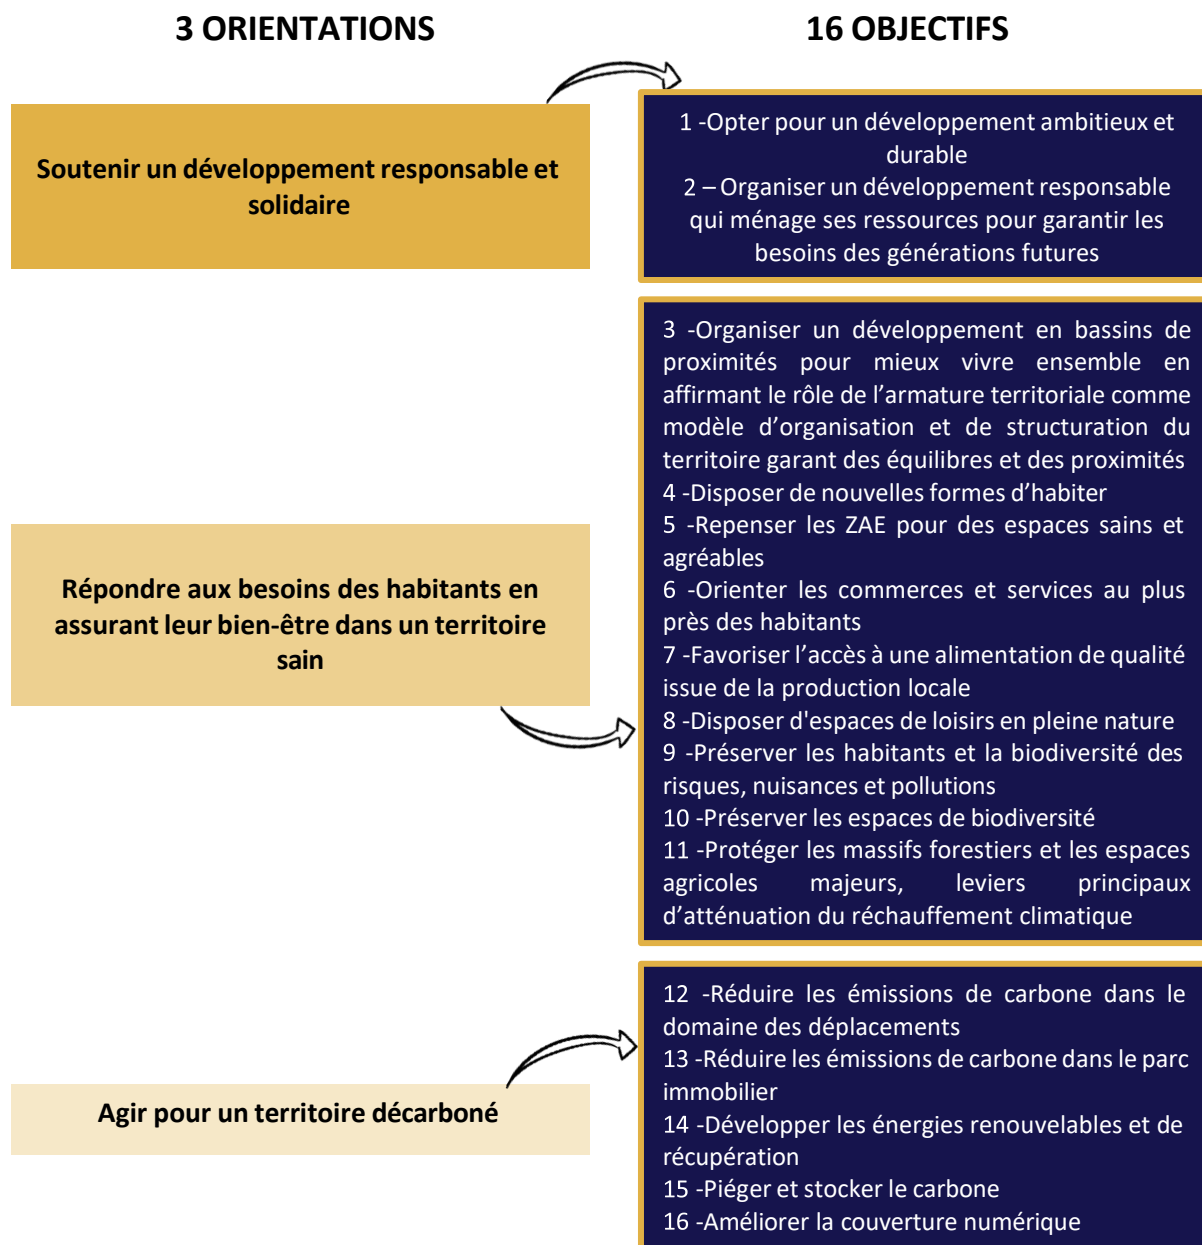 3 ORIENTATIONS
16 OBJECTIFS
Soutenir un développement responsable et
solidaire
1 -Opter pour un développement ambitieux et
durable
2 – Organiser un développement responsable
qui ménage ses ressources pour garantir les
besoins des générations futures
Répondre aux besoins des habitants en
assurant leur bien-être dans un territoire
sain
3 -Organiser un développement en bassins de
proximités pour mieux vivre ensemble en
affirmant le rôle de l’armature territoriale comme
modèle d’organisation et de structuration du
territoire garant des équilibres et des proximités
4 -Disposer de nouvelles formes d’habiter
5 -Repenser les ZAE pour des espaces sains et
agréables
6 -Orienter les commerces et services au plus
près des habitants
7 -Favoriser l’accès à une alimentation de qualité
issue de la production locale
8 -Disposer d'espaces de loisirs en pleine nature
9 -Préserver les habitants et la biodiversité des
risques, nuisances et pollutions
10 -Préserver les espaces de biodiversité
11 -Protéger les massifs forestiers et les espaces
agricoles majeurs, leviers principaux
d’atténuation du réchauffement climatique
Agir pour un territoire décarboné
12 -Réduire les émissions de carbone dans le
domaine des déplacements
13 -Réduire les émissions de carbone dans le parc
immobilier
14 -Développer les énergies renouvelables et de
récupération
15 -Piéger et stocker le carbone
16 -Améliorer la couverture numérique